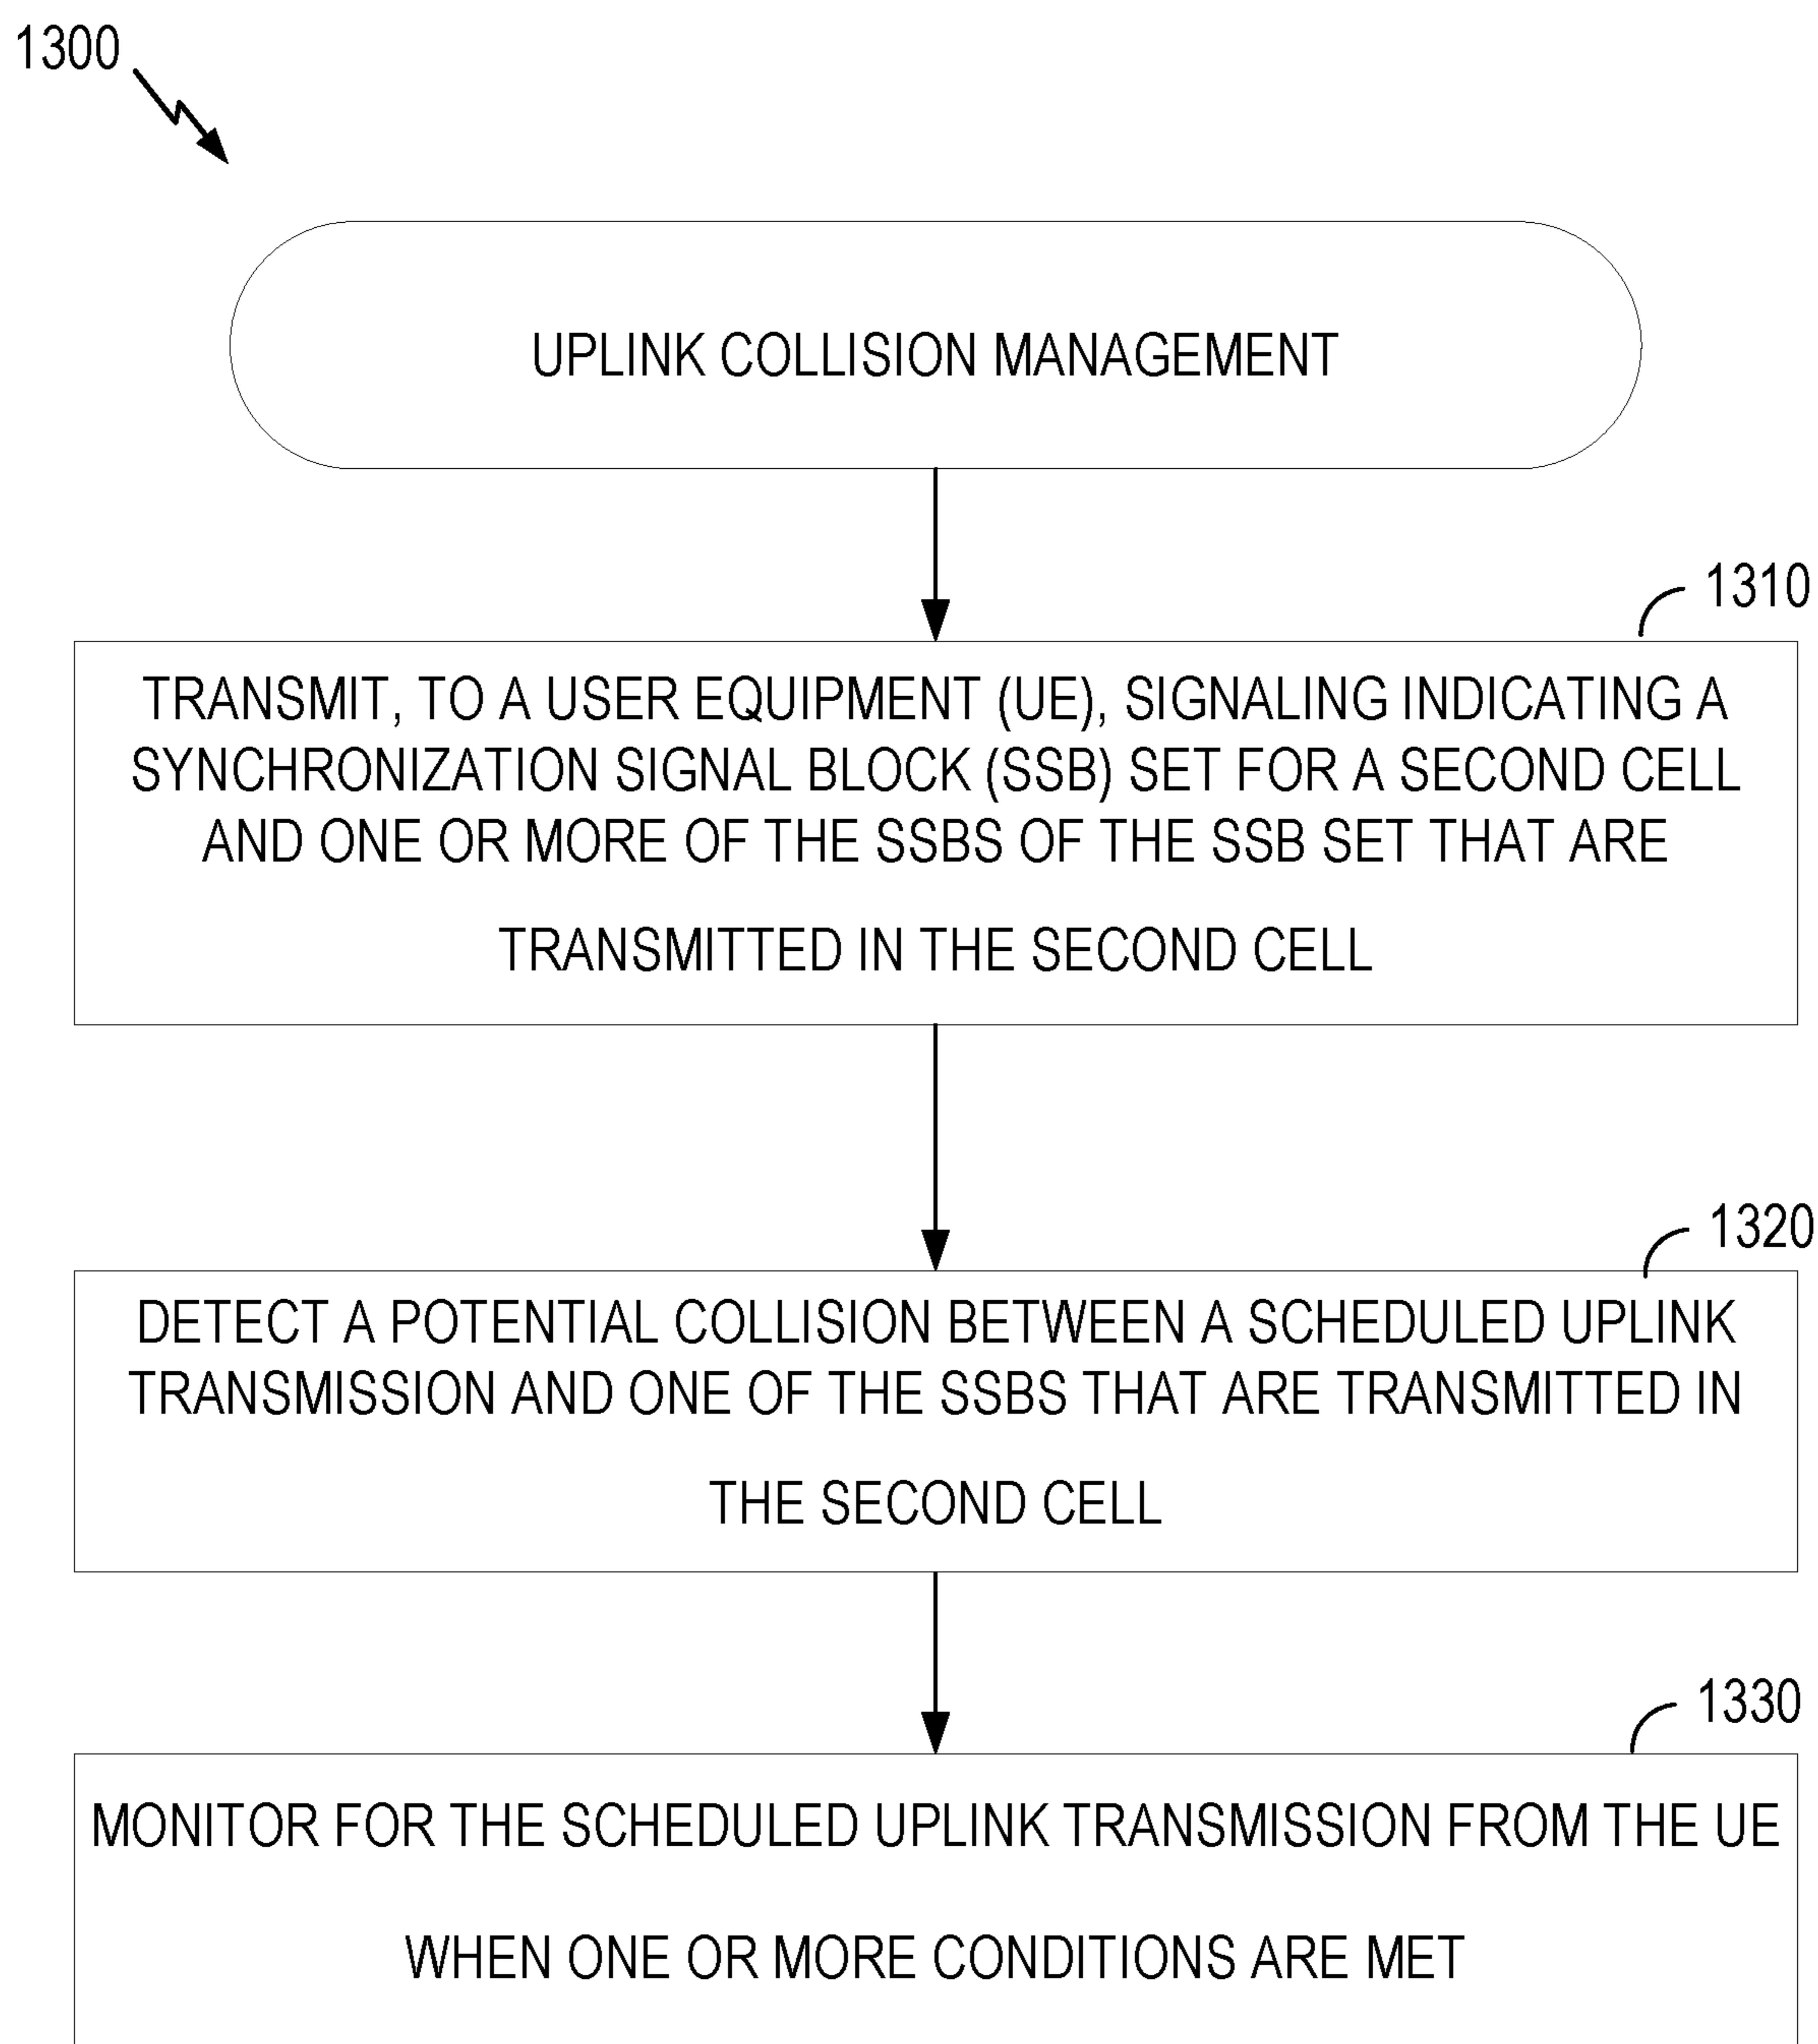 1300
UPLINK COLLISION MANAGEMENT
1310
TRANSMIT, TO A USER EQUIPMENT (UE), SIGNALING INDICATING A
SYNCHRONIZATION SIGNAL BLOCK (SSB) SET FOR A SECOND CELL
AND ONE OR MORE OF THE SSBS OF THE SSB SET THAT ARE
TRANSMITTED IN THE SECOND CELL
1320
DETECT A POTENTIAL COLLISION BETWEEN A SCHEDULED UPLINK
TRANSMISSION AND ONE OF THE SSBS THAT ARE TRANSMITTED IN
THE SECOND CELL
1330
MONITOR FOR THE SCHEDULED UPLINK TRANSMISSION FROM THE UE
WHEN ONE OR MORE CONDITIONS ARE MET